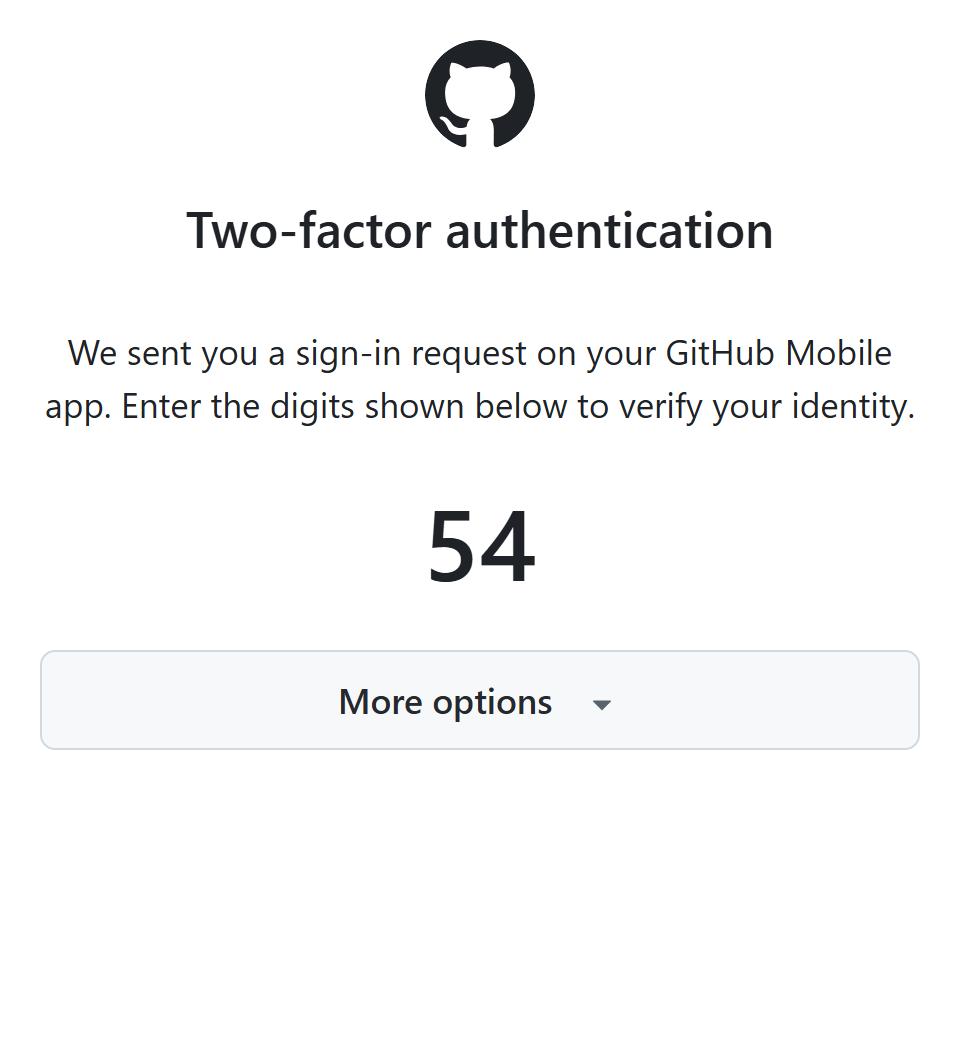 Two-factor authentication
We sent you a sign-in request on your GitHub Mobile
app. Enter the digits shown below to verify your identity.
54
More options